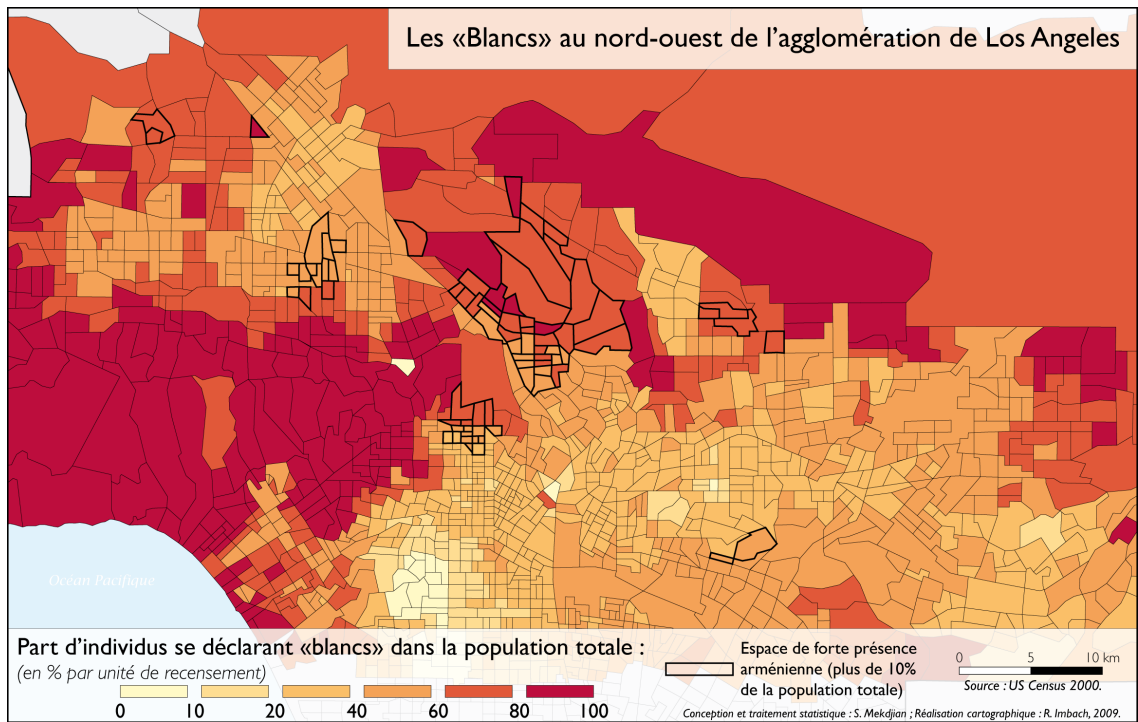 Les «Blancs» au nord-ouest de l'agglomération de Los Angeles
Ocean Pacifique
Part d'individus se déclarant «blancs» dans la population totale :
(en % par unité de recensement)
0 10 20 40 60 80 100
Espace de forte présence
arménienne (plus de 10%
de la population totale)
0 5 10 km
Source : US Census 2000.
Conception et traitement statistique : S. Mekdjian ; Réalisation cartographique : R. Imbach, 2009.